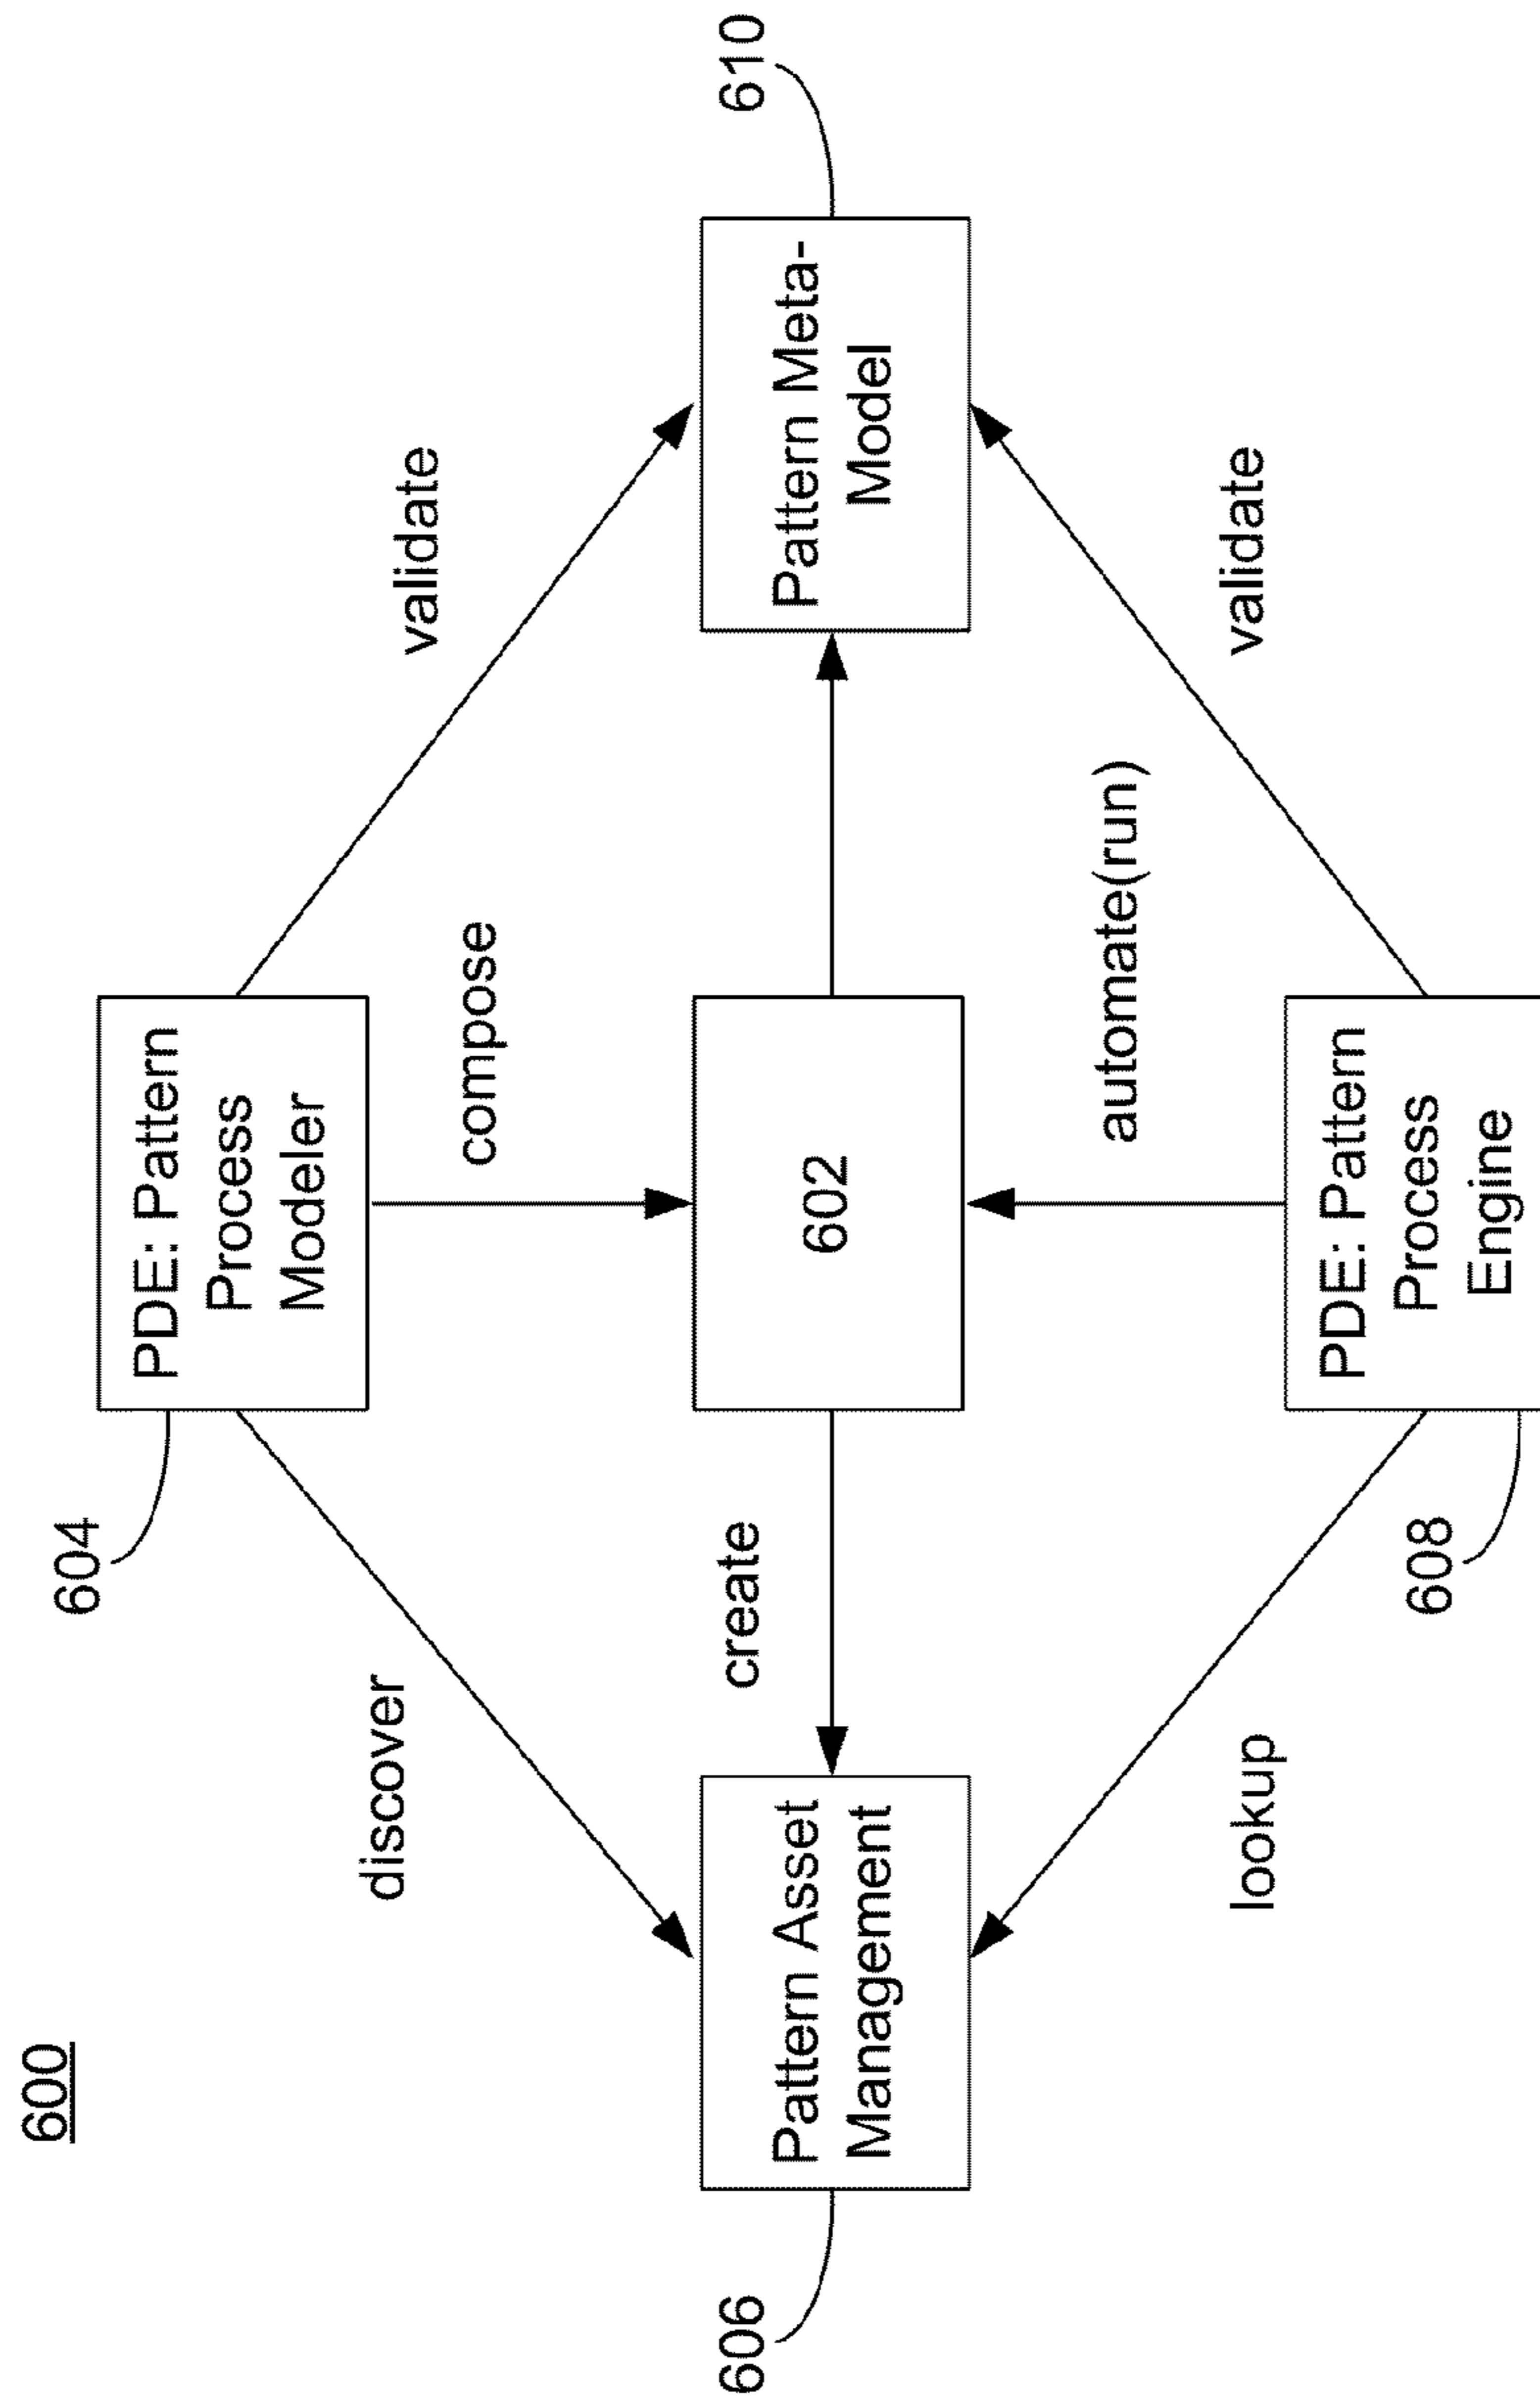 600
604
PDE: Pattern
Process
Modeler
discover
validate
compose
606
Pattern Asset
Management
create
602
Pattern Meta-
Model
610
automate(run)
lookup
validate
608
PDE: Pattern
Process
Engine